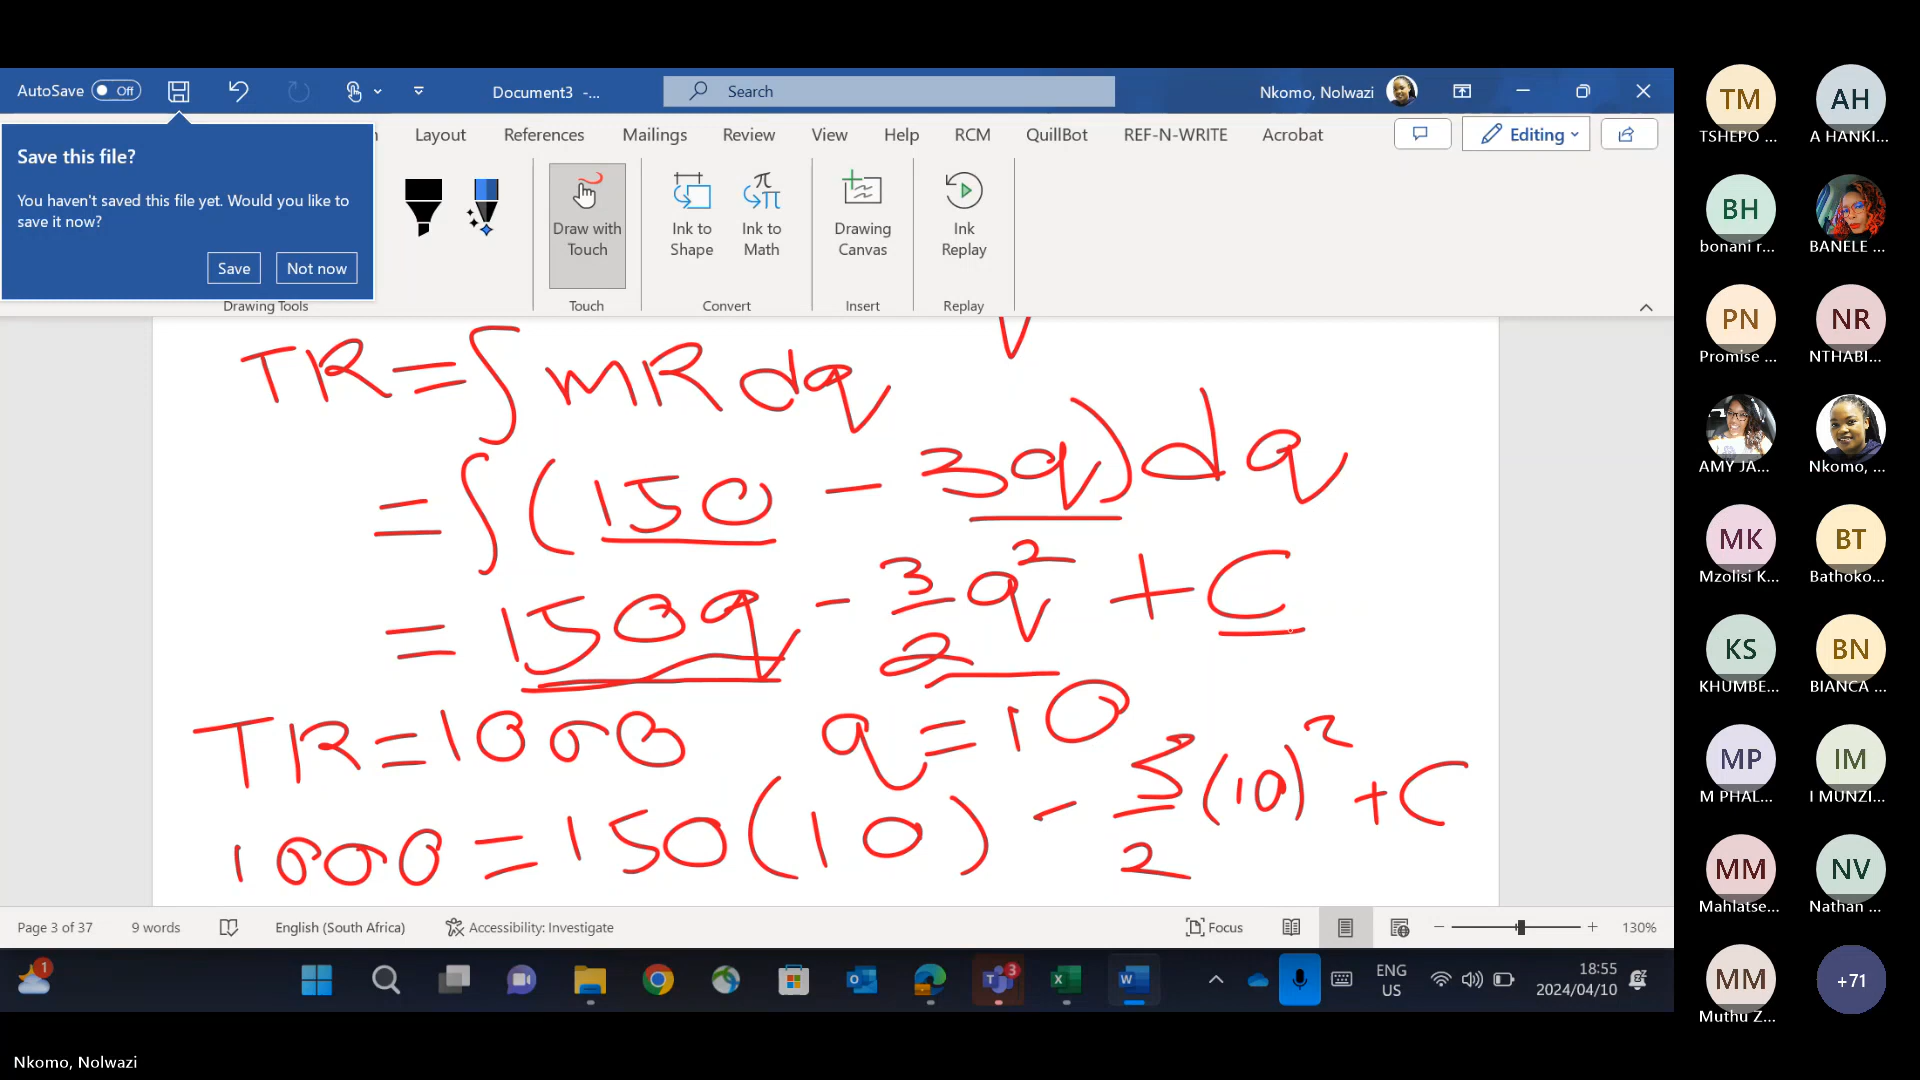 AutoSave Off Document3 -... Search Nkomo, Nolwazi
Layout References Mailings Review View Help RCM QuillBot REF-N-WRITE Acrobat Editing
Save this file?
You haven't saved this file yet. Would you like to
save it now?
Save Not now
Draw with
Touch
Ink to
Shape
Ink to
Math
Drawing
Canvas
Ink
Replay
Drawing Tools Touch Convert Insert Replay
TR = ∫ MR dq
= ∫ (150 - 3q) dq
= 150q - 3/2 q² + C
TR = 1000 q = 10
1000 = 150(10) - 3/2 (10)² + C
Page 3 of 37 9 words English (South Africa) Accessibility: Investigate Focus 130%
1 3 ENG
US
18:55
2024/04/10
Nkomo, Nolwazi
TM AH
TSHEPO ... A HANKI...
BH
bonani r... BANELE ...
PN NR
Promise ... NTHABI...
AMY JA... Nkomo, ...
MK BT
Mzolisi K... Bathoko...
KS BN
KHUMBE... BIANCA ...
MP IM
M PHAL... I MUNZI...
MM NV
Mahlatse... Nathan ...
MM +71
Muthu Z...